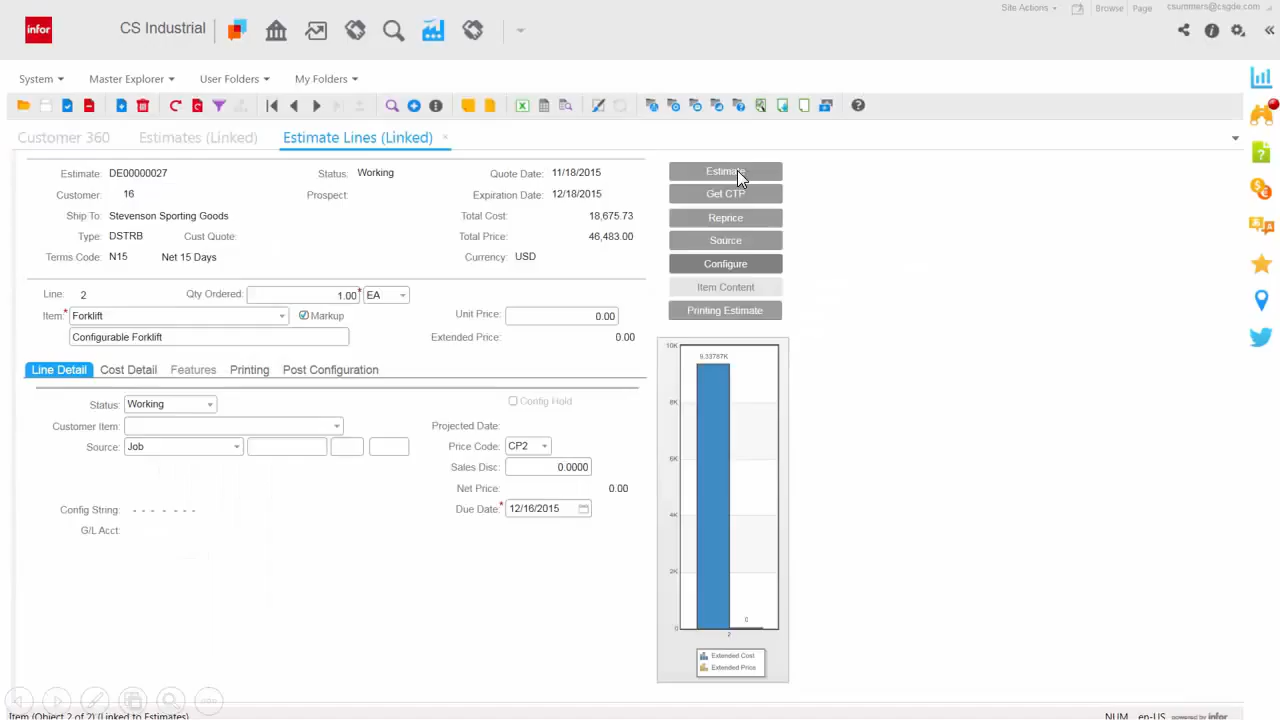 Site Actions Browse Page csummers@csgde.com
infor CS Industrial
System Master Explorer User Folders My Folders
Customer 360 Estimates (Linked) Estimate Lines (Linked) ×
Estimate: DE00000027 Status: Working Quote Date: 11/18/2015 Estimate
Customer: 16 Prospect: Expiration Date: 12/18/2015 Get CTP
Ship To: Stevenson Sporting Goods Total Cost: 18,675.73 Reprice
Type: DSTRB Cust Quote: Total Price: 46,483.00 Source
Terms Code: N15 Net 15 Days Currency: USD Configure
Item Content
Line: 2 Qty Ordered: 1.00* EA
Item:* Forklift Markup Unit Price: 0.00 Printing Estimate
Configurable Forklift Extended Price: 0.00
Line Detail Cost Detail Features Printing Post Configuration
Status: Working Config Hold
Customer Item: Projected Date:
Source: Job Price Code: CP2
Sales Disc: 0.0000
Net Price: 0.00
Config String: - - - - - - - Due Date:* 12/16/2015
G/L Acct:
10K
9.33787K
8K
6K
4K
2K
0
0
2
Extended Cost
Extended Price
Item (Object 2 of 2) (Linked to Estimates) NUM en-US powered by infor